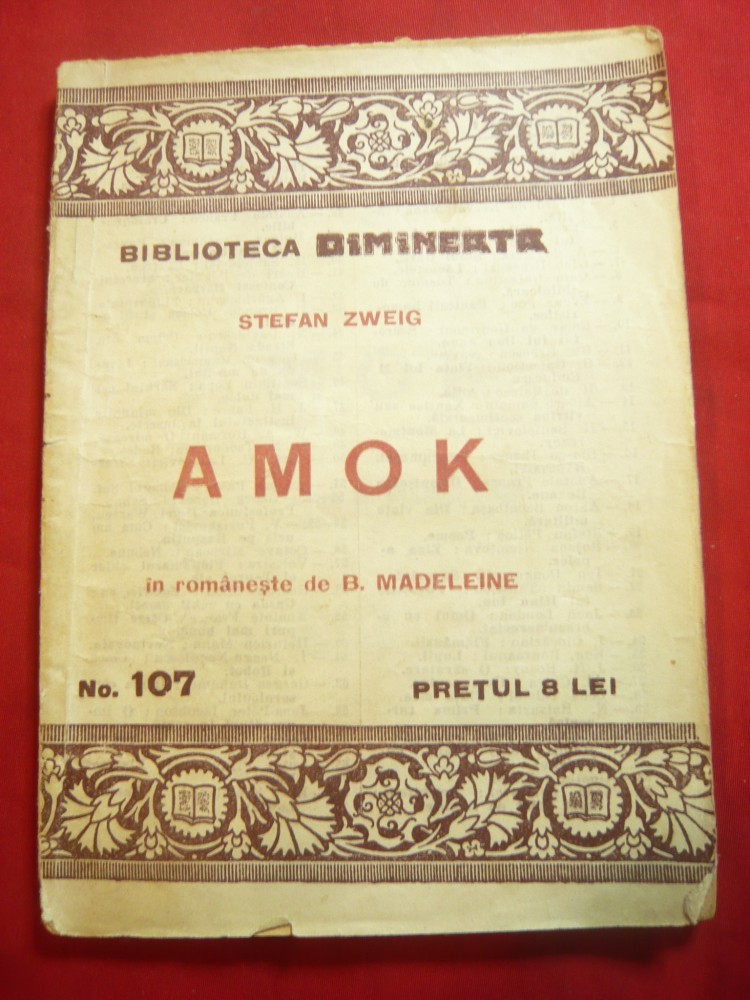 BIBLIOTECA DIMINEAȚA
STEFAN ZWEIG
AMOK
în românește de B. MADELEINE
No. 107
PREȚUL 8 LEI